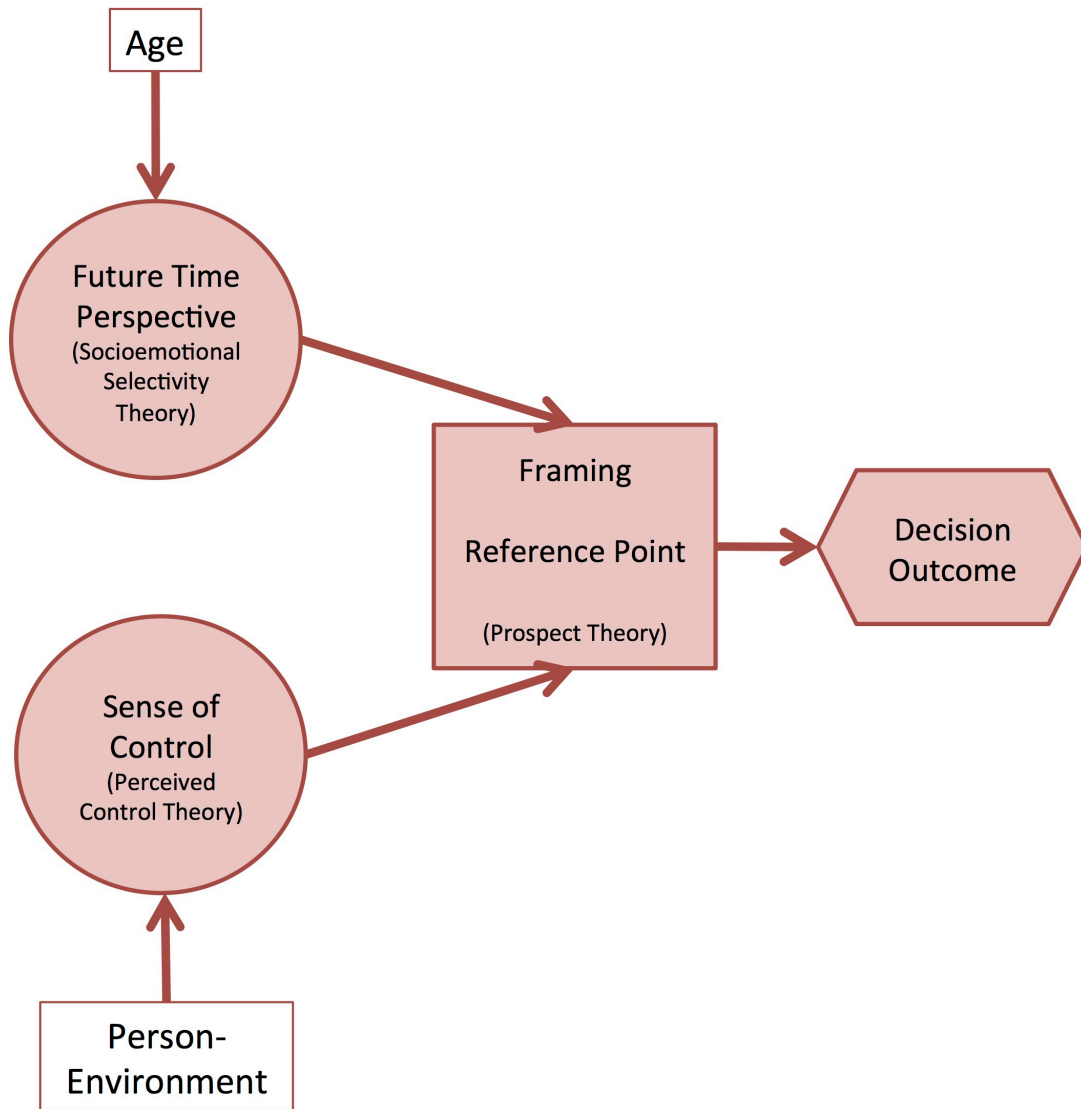 Age
Future Time
Perspective
(Socioemotional
Selectivity
Theory)
Framing
Reference Point
(Prospect Theory)
Decision
Outcome
Sense of
Control
(Perceived
Control Theory)
Person-
Environment